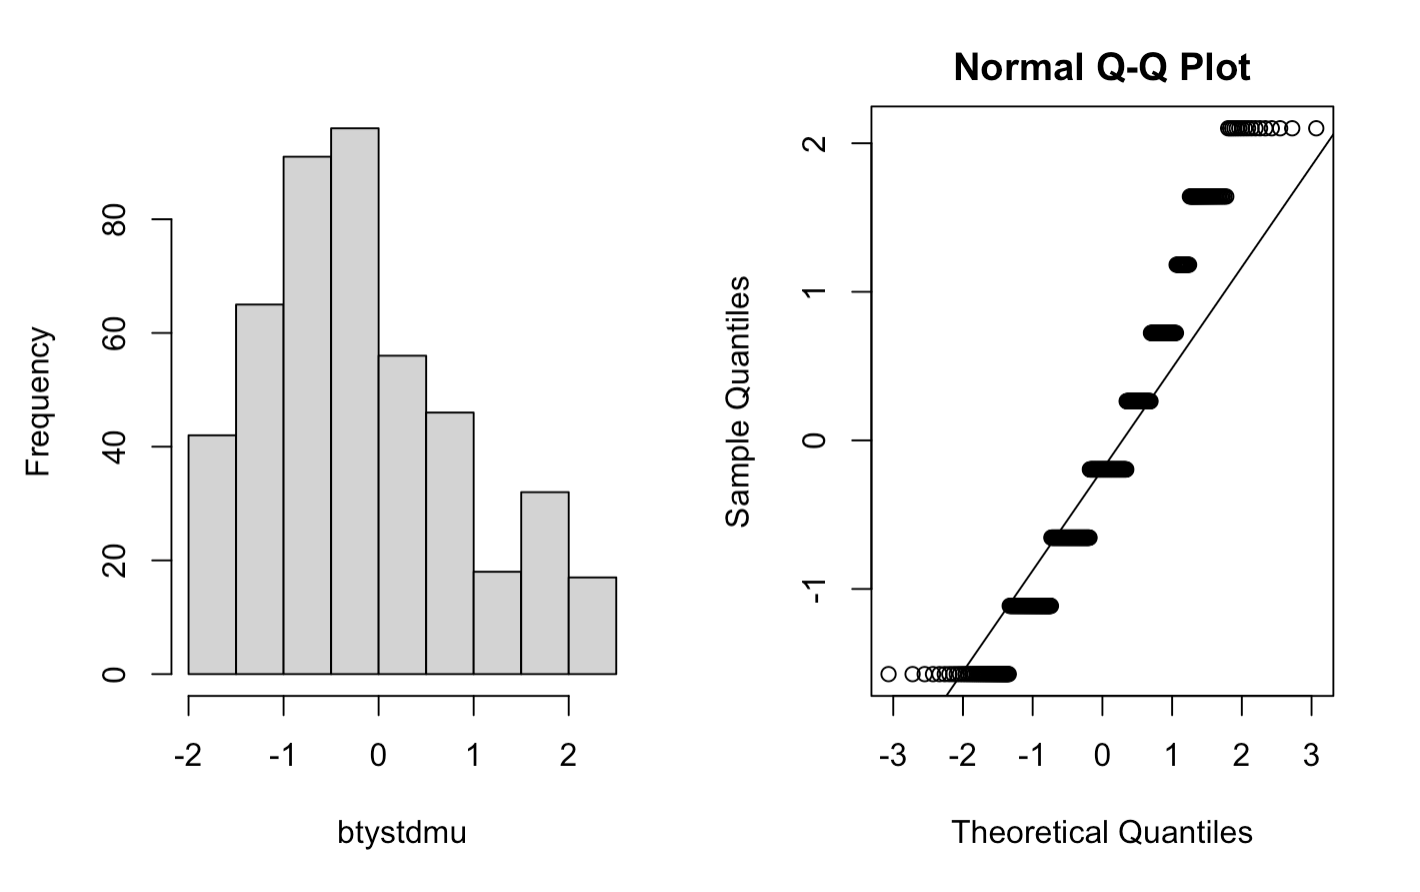 Frequency
0 20 40 60 80
-2 -1 0 1 2
btystdmu
Normal Q-Q Plot
Sample Quantiles
-1 0 1 2
-3 -2 -1 0 1 2 3
Theoretical Quantiles